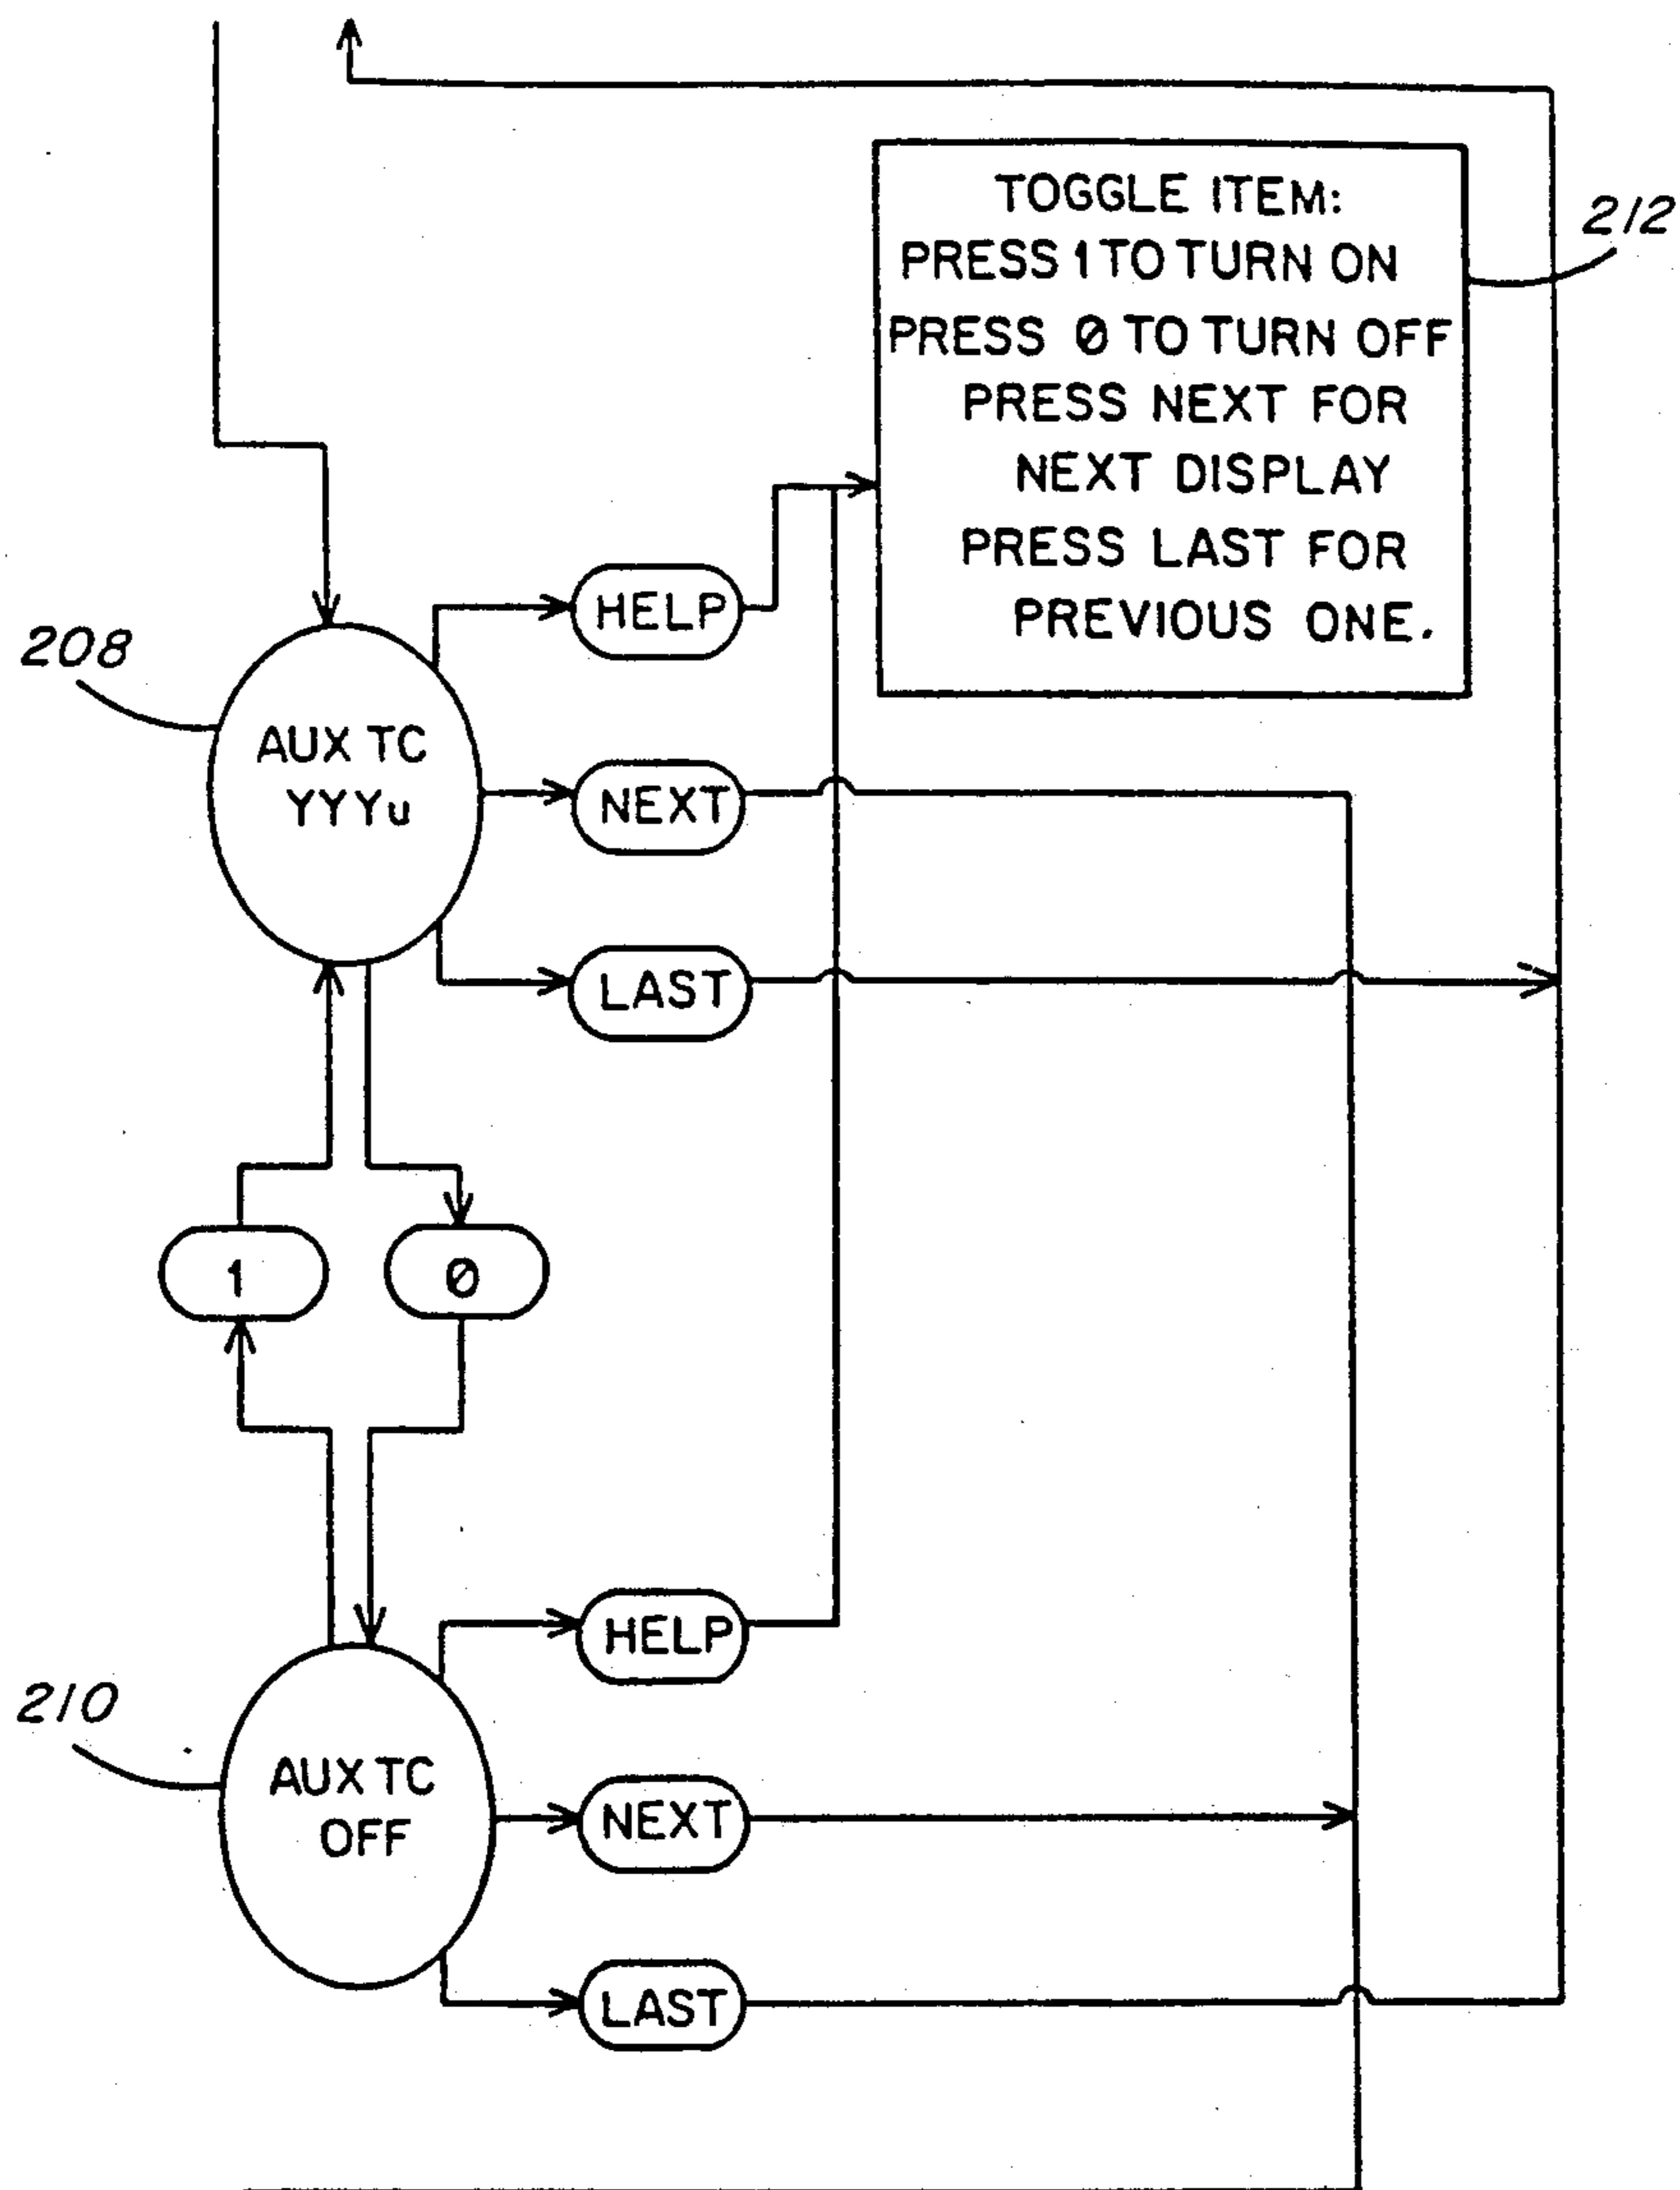 TOGGLE ITEM:
PRESS 1 TO TURN ON
PRESS 0 TO TURN OFF
PRESS NEXT FOR
NEXT DISPLAY
PRESS LAST FOR
PREVIOUS ONE.
212
HELP
208
AUX TC
YYYu
NEXT
LAST
1
0
HELP
210
AUX TC
OFF
NEXT
LAST